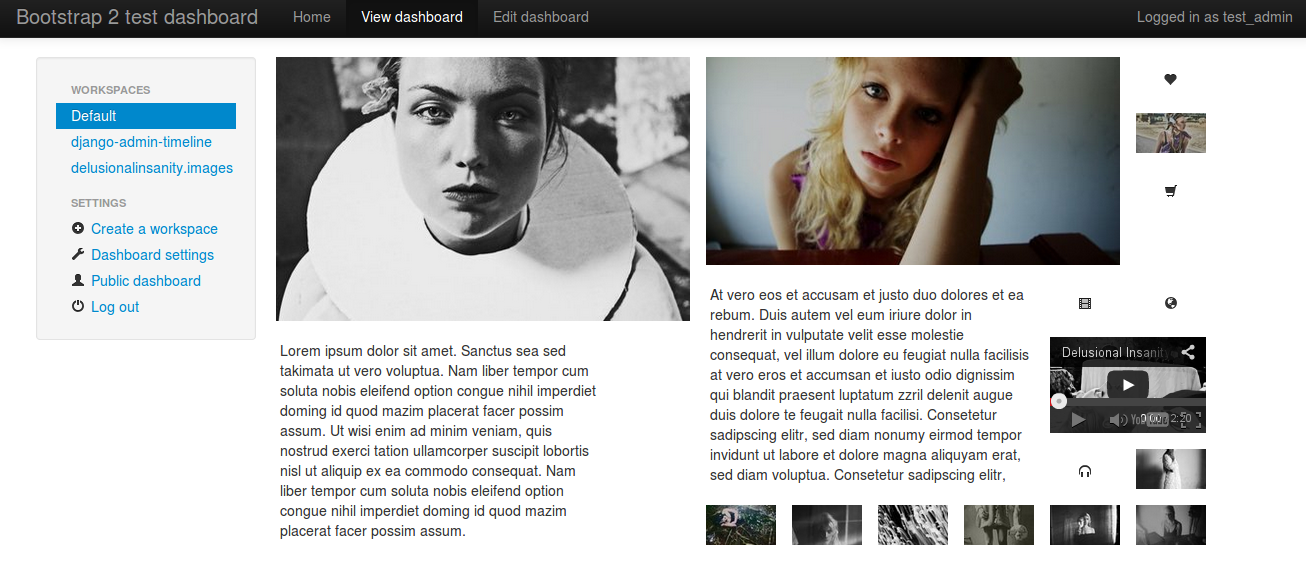 Bootstrap 2 test dashboard Home View dashboard Edit dashboard Logged in as test_admin
WORKSPACES
Default
django-admin-timeline
delusionalinsanity.images
SETTINGS
Create a workspace
Dashboard settings
Public dashboard
Log out
Lorem ipsum dolor sit amet. Sanctus sea sed
takimata ut vero voluptua. Nam liber tempor cum
soluta nobis eleifend option congue nihil imperdiet
doming id quod mazim placerat facer possim
assum. Ut wisi enim ad minim veniam, quis
nostrud exerci tation ullamcorper suscipit lobortis
nisl ut aliquip ex ea commodo consequat. Nam
liber tempor cum soluta nobis eleifend option
congue nihil imperdiet doming id quod mazim
placerat facer possim assum.
At vero eos et accusam et justo duo dolores et ea
rebum. Duis autem vel eum iriure dolor in
hendrerit in vulputate velit esse molestie
consequat, vel illum dolore eu feugiat nulla facilisis
at vero eros et accumsan et iusto odio dignissim
qui blandit praesent luptatum zzril delenit augue
duis dolore te feugait nulla facilisi. Consetetur
sadipscing elitr, sed diam nonumy eirmod tempor
invidunt ut labore et dolore magna aliquyam erat,
sed diam voluptua. Consetetur sadipscing elitr,
Delusional Insanity
2:20